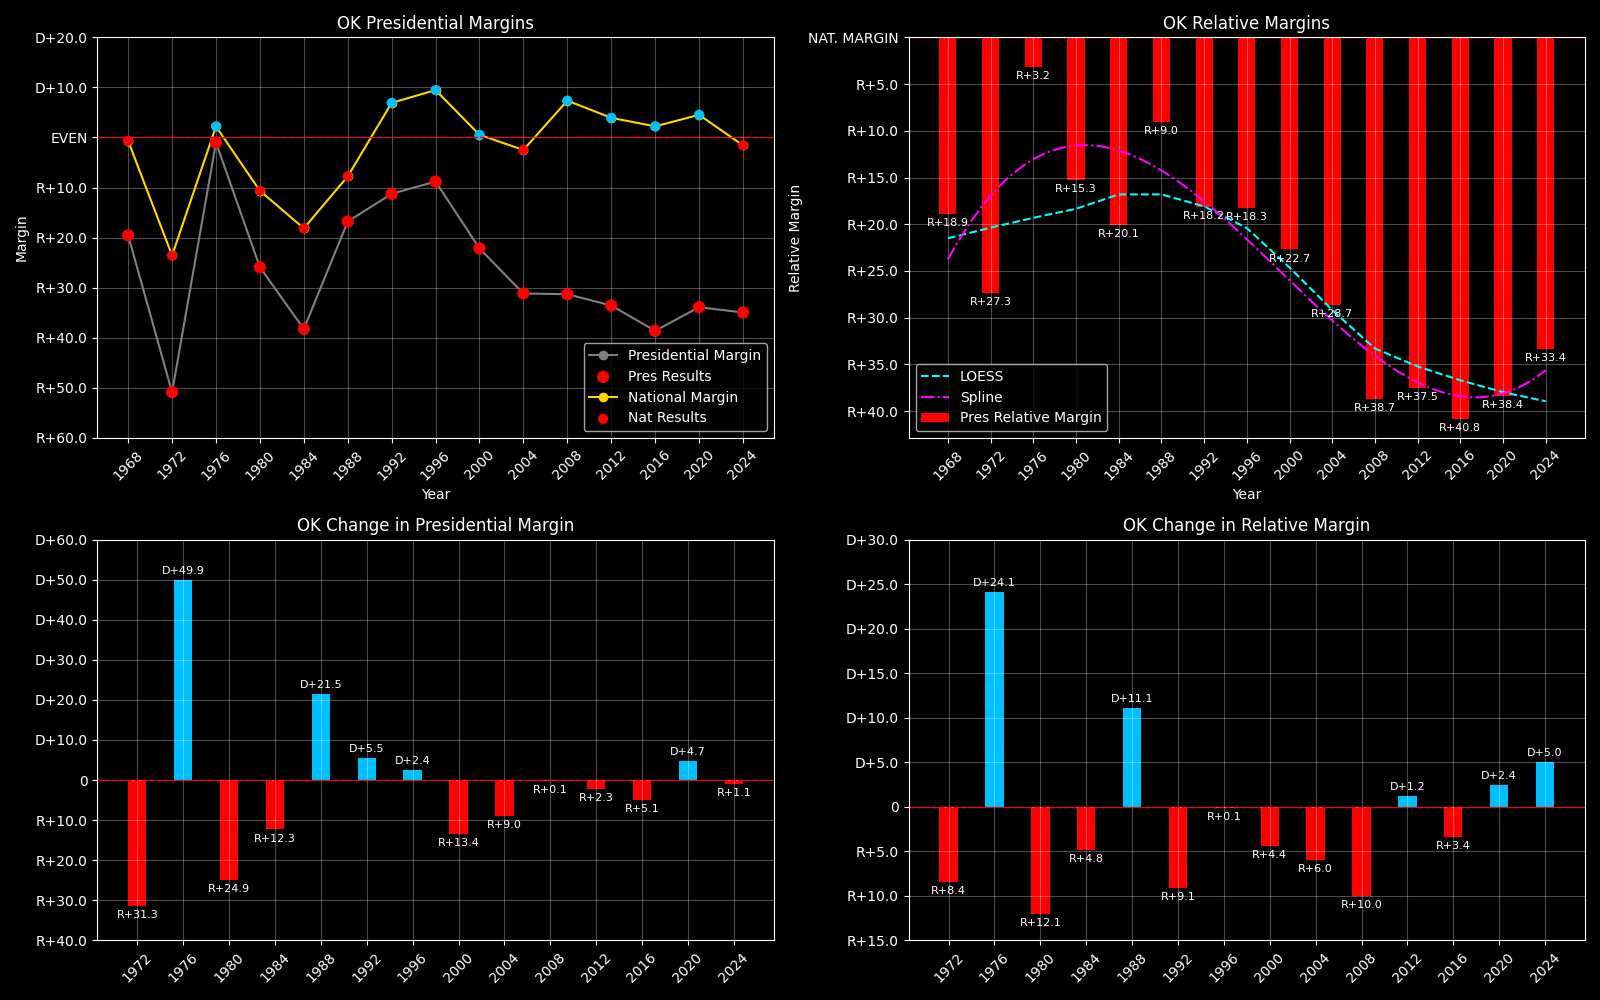 OK Presidential Margins
D+20.0
D+10.0
EVEN
R+10.0
R+20.0
R+30.0
R+40.0
R+50.0
R+60.0
Margin
1968 1972 1976 1980 1984 1988 1992 1996 2000 2004 2008 2012 2016 2020 2024
Year
Presidential Margin
Pres Results
National Margin
Nat Results
OK Relative Margins
NAT. MARGIN
R+5.0
R+10.0
R+15.0
R+20.0
R+25.0
R+30.0
R+35.0
R+40.0
Relative Margin
R+18.9
R+27.3
R+3.2
R+15.3
R+20.1
R+9.0
R+18.2
R+18.3
R+22.7
R+28.7
R+38.7
R+37.5
R+40.8
R+38.4
R+33.4
LOESS
Spline
Pres Relative Margin
1968 1972 1976 1980 1984 1988 1992 1996 2000 2004 2008 2012 2016 2020 2024
Year
OK Change in Presidential Margin
D+60.0
D+50.0
D+40.0
D+30.0
D+20.0
D+10.0
0
R+10.0
R+20.0
R+30.0
R+40.0
R+31.3
D+49.9
R+24.9
R+12.3
D+21.5
D+5.5
D+2.4
R+13.4
R+9.0
R+0.1
R+2.3
R+5.1
D+4.7
R+1.1
1972 1976 1980 1984 1988 1992 1996 2000 2004 2008 2012 2016 2020 2024
OK Change in Relative Margin
D+30.0
D+25.0
D+20.0
D+15.0
D+10.0
D+5.0
0
R+5.0
R+10.0
R+15.0
R+8.4
D+24.1
R+12.1
R+4.8
D+11.1
R+9.1
R+0.1
R+4.4
R+6.0
R+10.0
D+1.2
R+3.4
D+2.4
D+5.0
1972 1976 1980 1984 1988 1992 1996 2000 2004 2008 2012 2016 2020 2024